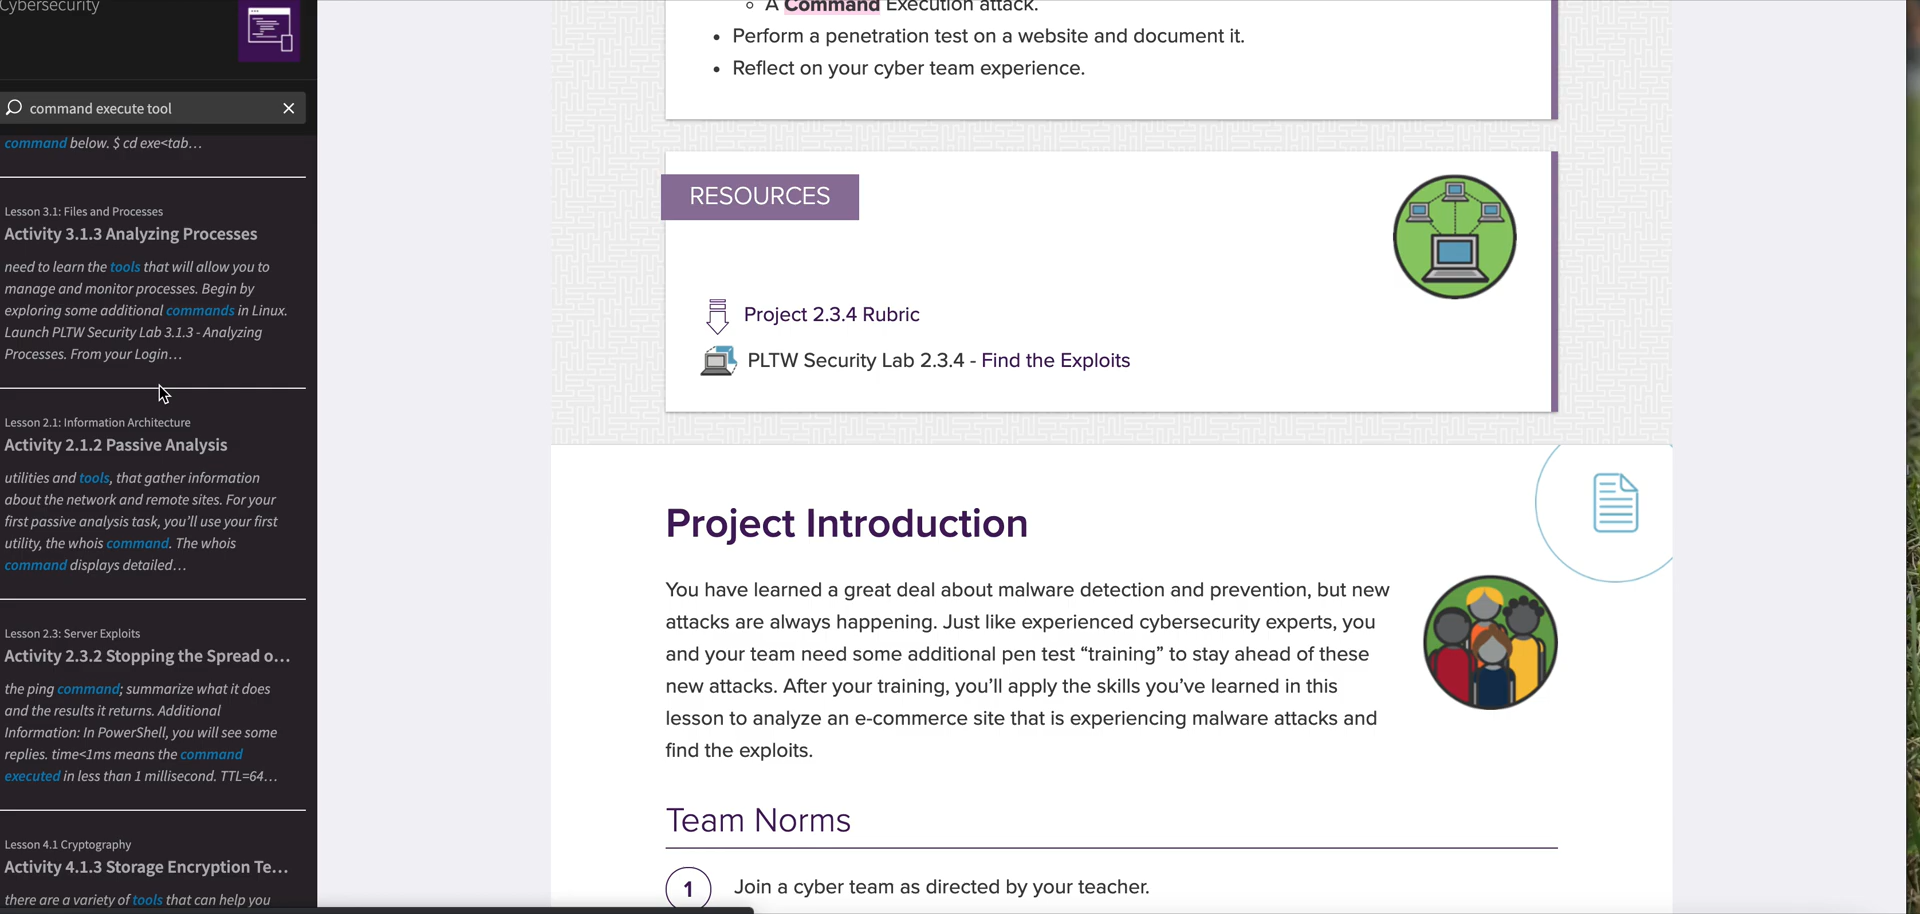 Cybersecurity
command execute tool
command below. $ cd exe<tab…
Lesson 3.1: Files and Processes
Activity 3.1.3 Analyzing Processes
need to learn the tools that will allow you to
manage and monitor processes. Begin by
exploring some additional commands in Linux.
Launch PLTW Security Lab 3.1.3 - Analyzing
Processes. From your Login…
Lesson 2.1: Information Architecture
Activity 2.1.2 Passive Analysis
utilities and tools, that gather information
about the network and remote sites. For your
first passive analysis task, you’ll use your first
utility, the whois command. The whois
command displays detailed…
Lesson 2.3: Server Exploits
Activity 2.3.2 Stopping the Spread o…
the ping command; summarize what it does
and the results it returns. Additional
Information: In PowerShell, you will see some
replies. time<1ms means the command
executed in less than 1 millisecond. TTL=64…
Lesson 4.1 Cryptography
Activity 4.1.3 Storage Encryption Te…
there are a variety of tools that can help you
A Command Execution attack.
Perform a penetration test on a website and document it.
Reflect on your cyber team experience.
RESOURCES
Project 2.3.4 Rubric
PLTW Security Lab 2.3.4 - Find the Exploits
Project Introduction
You have learned a great deal about malware detection and prevention, but new
attacks are always happening. Just like experienced cybersecurity experts, you
and your team need some additional pen test “training” to stay ahead of these
new attacks. After your training, you’ll apply the skills you’ve learned in this
lesson to analyze an e-commerce site that is experiencing malware attacks and
find the exploits.
Team Norms
1 Join a cyber team as directed by your teacher.